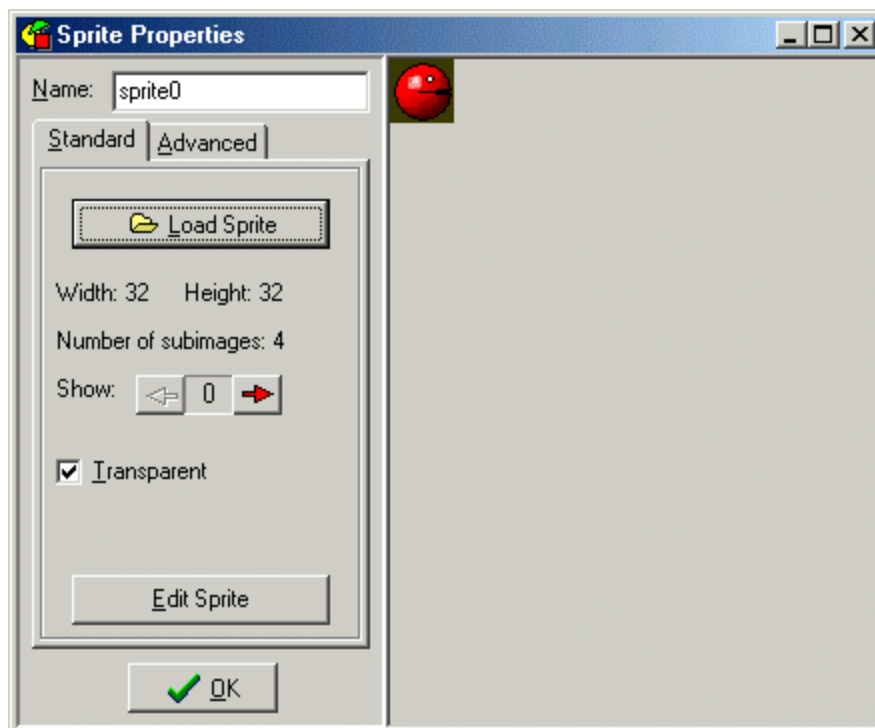 Sprite Properties
Name: sprite0
Standard Advanced
Load Sprite
Width: 32 Height: 32
Number of subimages: 4
Show: 0
Transparent
Edit Sprite
OK